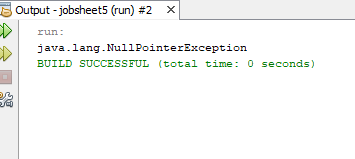 Output - jobsheet5 (run) #2
run:
java.lang.NullPointerException
BUILD SUCCESSFUL (total time: 0 seconds)